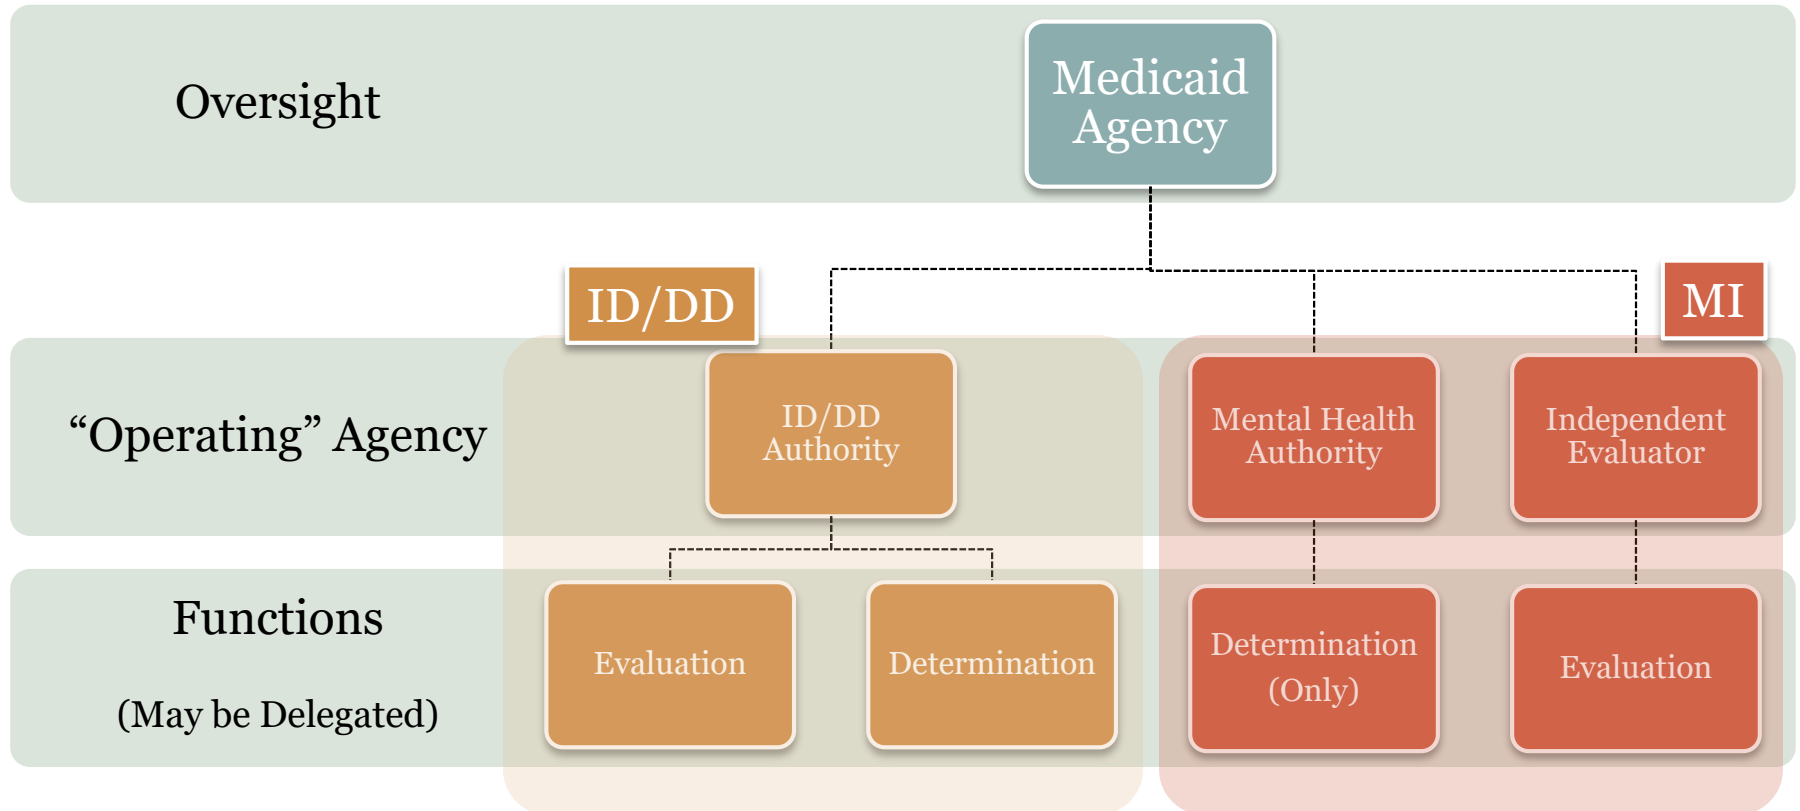 Oversight
Medicaid
Agency
ID/DD
MI
“Operating” Agency
ID/DD
Authority
Mental Health
Authority
Independent
Evaluator
Functions
(May be Delegated)
Evaluation
Determination
Determination
(Only)
Evaluation